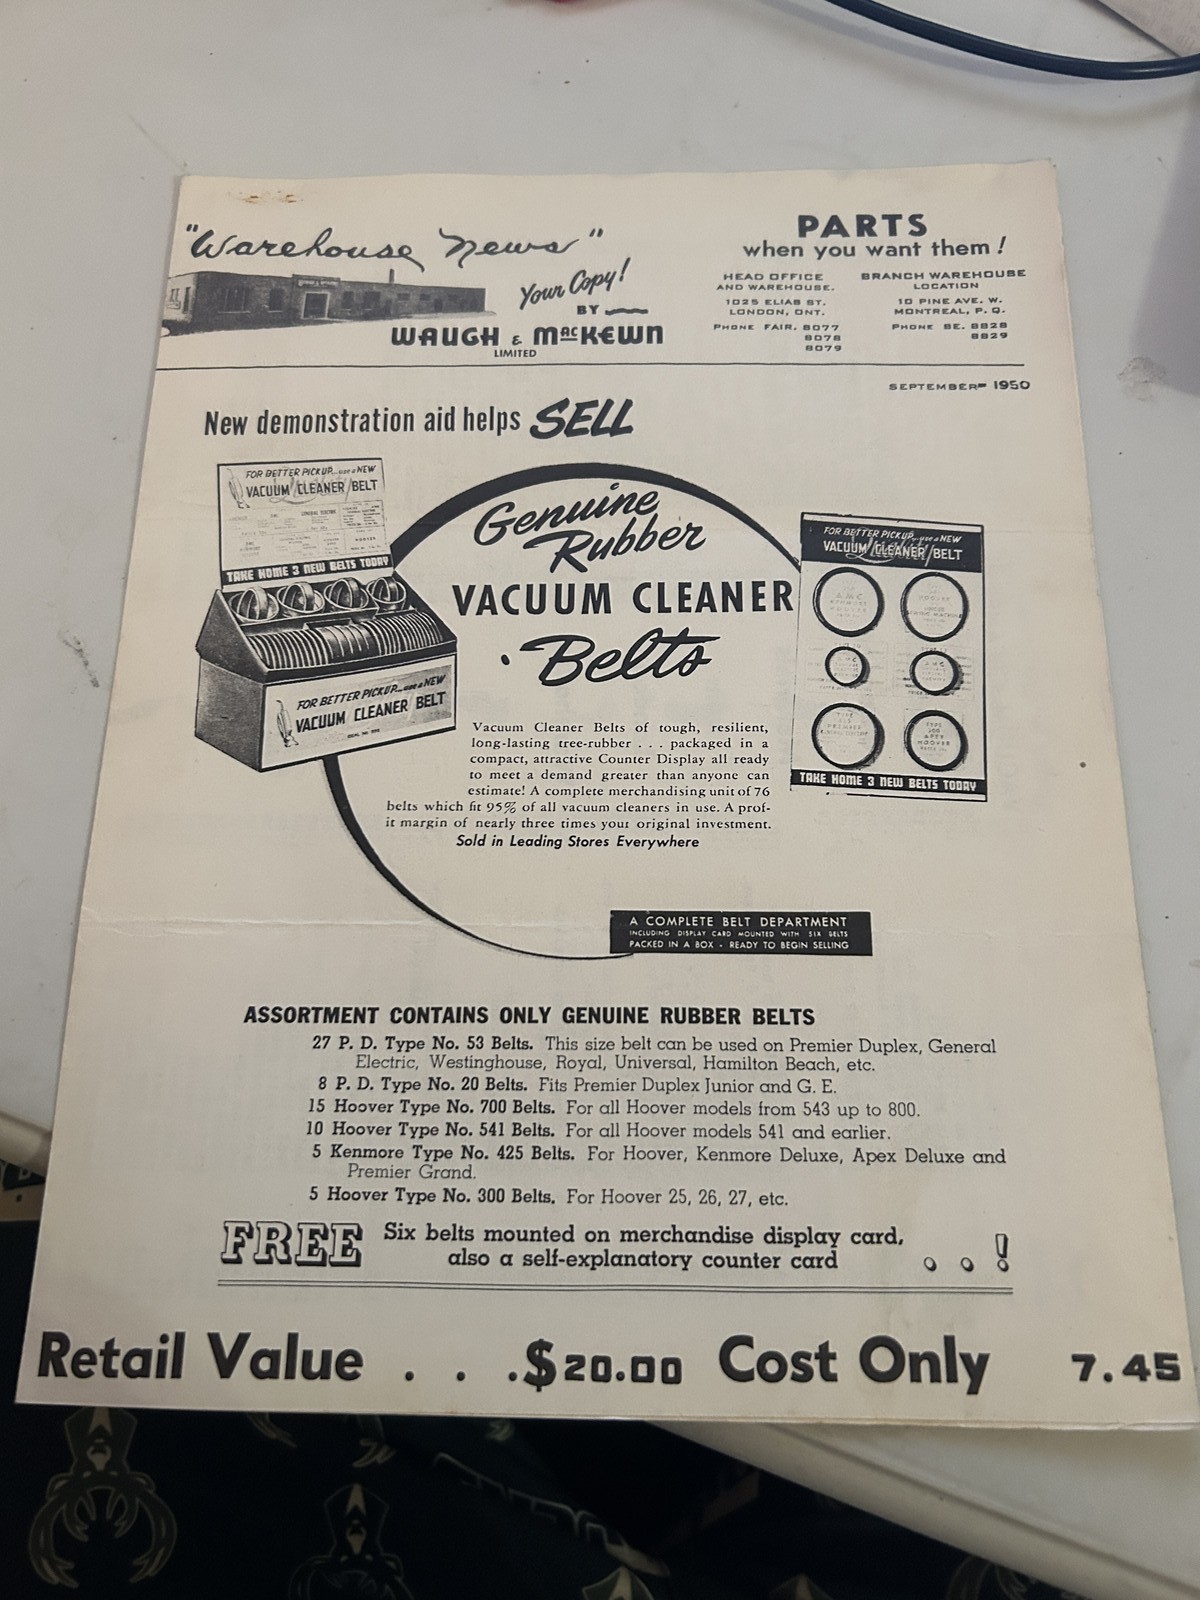 "Warehouse News"
Your Copy!
BY
WAUGH & MacKEWN
LIMITED
PARTS
when you want them!
HEAD OFFICE
AND WAREHOUSE.
1025 ELIAS ST.
LONDON, ONT.
PHONE FAIR. 8077
8078
8079
BRANCH WAREHOUSE
LOCATION
10 PINE AVE. W.
MONTREAL, P. Q.
PHONE BE. 8828
8829
SEPTEMBER 1950
New demonstration aid helps SELL
FOR BETTER PICKUP...use a NEW
VACUUM CLEANER BELT
TAKE HOME 3 NEW BELTS TODAY
FOR BETTER PICKUP...use a NEW
VACUUM CLEANER BELT
Genuine
Rubber
VACUUM CLEANER
Belts
FOR BETTER PICKUP...use a NEW
VACUUM CLEANER BELT
TAKE HOME 3 NEW BELTS TODAY
Vacuum Cleaner Belts of tough, resilient,
long-lasting tree-rubber . . . packaged in a
compact, attractive Counter Display all ready
to meet a demand greater than anyone can
estimate! A complete merchandising unit of 76
belts which fit 95% of all vacuum cleaners in use. A prof-
it margin of nearly three times your original investment.
Sold in Leading Stores Everywhere
A COMPLETE BELT DEPARTMENT
INCLUDING DISPLAY CARD MOUNTED WITH SIX BELTS
PACKED IN A BOX - READY TO BEGIN SELLING
ASSORTMENT CONTAINS ONLY GENUINE RUBBER BELTS
27 P. D. Type No. 53 Belts. This size belt can be used on Premier Duplex, General
Electric, Westinghouse, Royal, Universal, Hamilton Beach, etc.
8 P. D. Type No. 20 Belts. Fits Premier Duplex Junior and G. E.
15 Hoover Type No. 700 Belts. For all Hoover models from 543 up to 800.
10 Hoover Type No. 541 Belts. For all Hoover models 541 and earlier.
5 Kenmore Type No. 425 Belts. For Hoover, Kenmore Deluxe, Apex Deluxe and
Premier Grand.
5 Hoover Type No. 300 Belts. For Hoover 25, 26, 27, etc.
FREE Six belts mounted on merchandise display card,
also a self-explanatory counter card . . !
Retail Value . . . $20.00 Cost Only 7.45